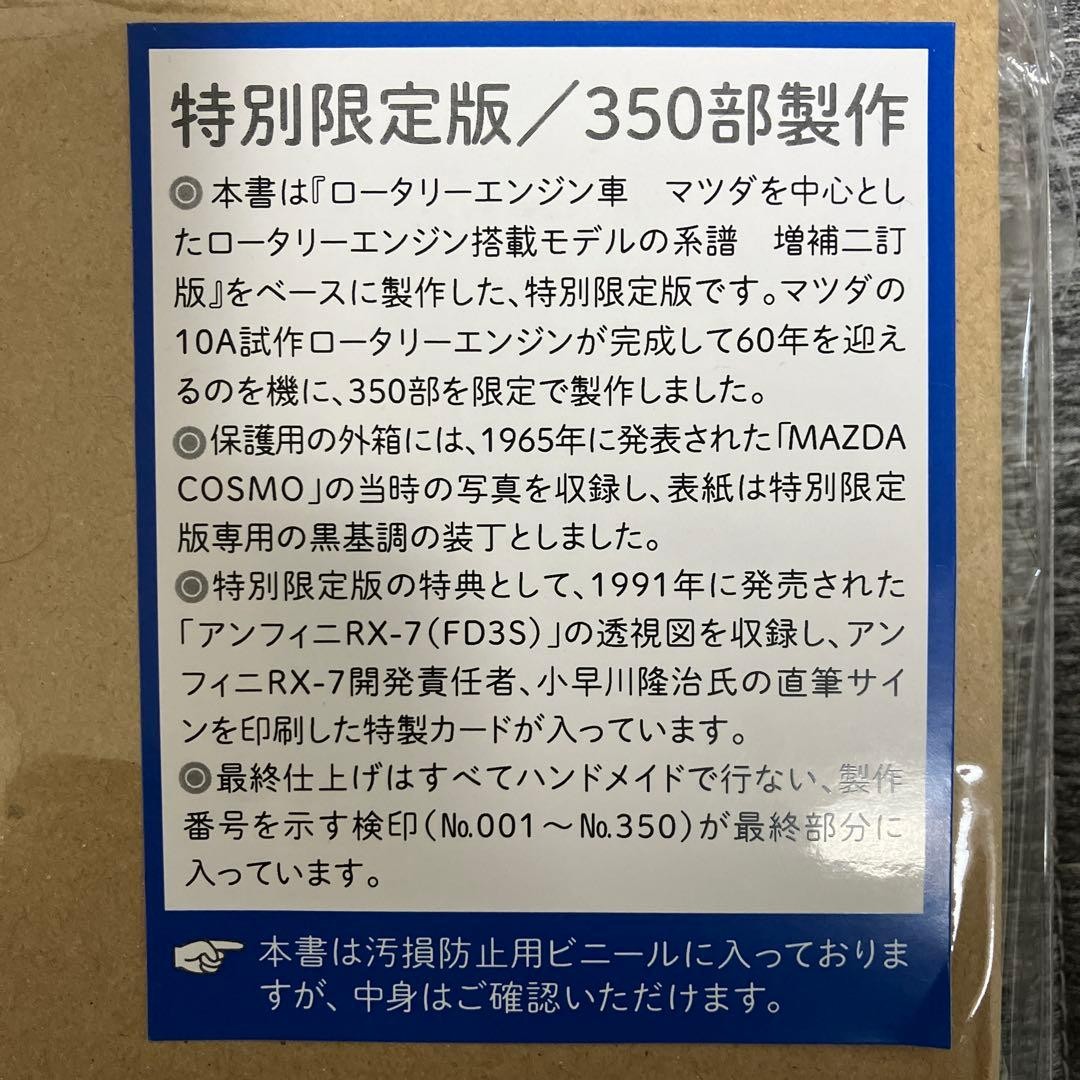 特別限定版／350部製作
◎本書は『ロータリーエンジン車　マツダを中心とし
たロータリーエンジン搭載モデルの系譜　増補二訂
版』をベースに製作した、特別限定版です。マツダの
10A試作ロータリーエンジンが完成して60年を迎え
るのを機に、350部を限定で製作しました。
◎保護用の外箱には、1965年に発表された「MAZDA
COSMO」の当時の写真を収録し、表紙は特別限定
版専用の黒基調の装丁としました。
◎特別限定版の特典として、1991年に発売された
「アンフィニRX-7（FD3S）」の透視図を収録し、アン
フィニRX-7開発責任者、小早川隆治氏の直筆サイ
ンを印刷した特製カードが入っています。
◎最終仕上げはすべてハンドメイドで行ない、製作
番号を示す検印（№001～№350）が最終部分に
入っています。
本書は汚損防止用ビニールに入っておりま
すが、中身はご確認いただけます。